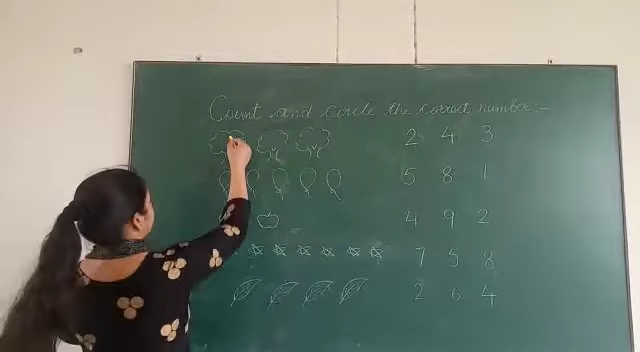 Count and circle the correct number:-
2 4 3
5 8 1
4 9 2
7 5 8
2 6 4